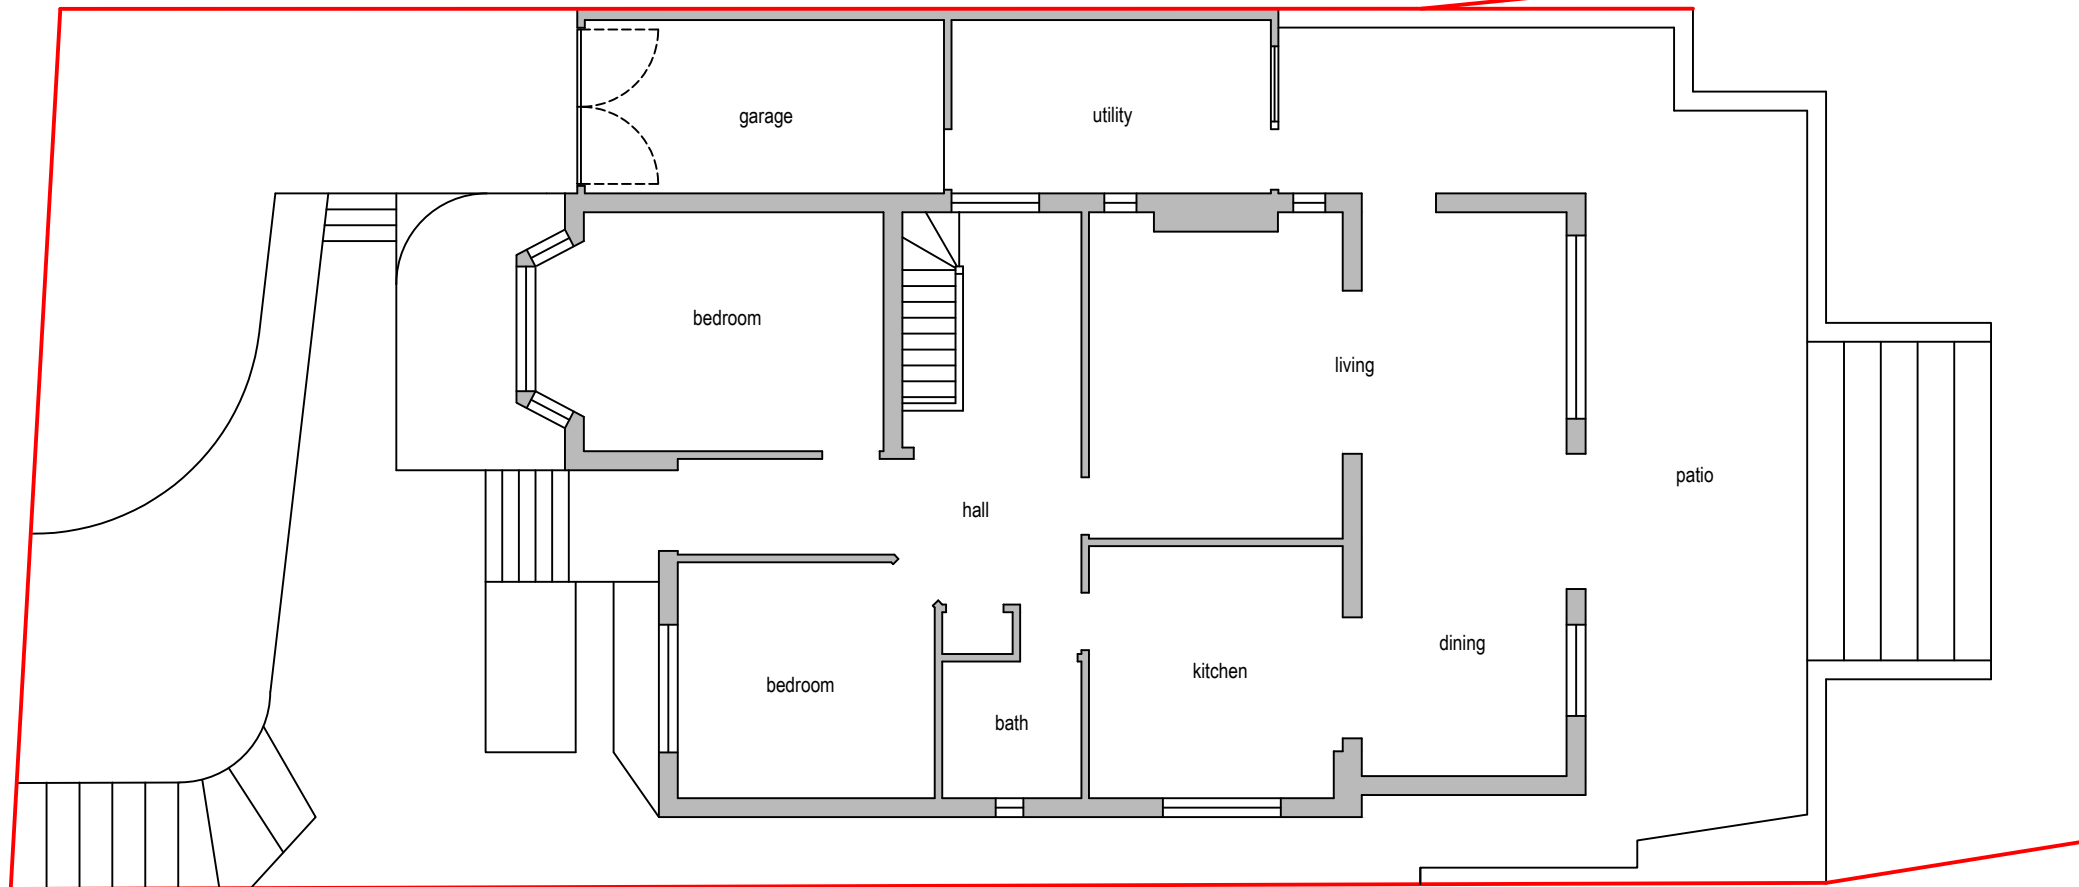 garage
utility
bedroom
living
patio
hall
dining
kitchen
bedroom
bath